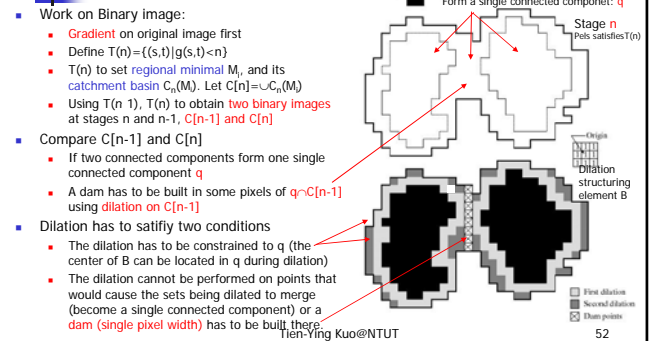 Work on Binary image:
Gradient on original image first
Define T(n)={(s,t)|g(s,t)<n}
T(n) to set regional minimal Mi, and its
catchment basin Cn(Mi). Let C[n]=∪Cn(Mi)
Using T(n 1), T(n) to obtain two binary images
at stages n and n-1, C[n-1] and C[n]
Compare C[n-1] and C[n]
If two connected components form one single
connected component q
A dam has to be built in some pixels of q∩C[n-1]
using dilation on C[n-1]
Dilation has to satifiy two conditions
The dilation has to be constrained to q (the
center of B can be located in q during dilation)
The dilation cannot be performed on points that
would cause the sets being dilated to merge
(become a single connected component) or a
dam (single pixel width) has to be built there.
Form a single connected componet: q
Stage n
Pels satisfiesT(n)
Origin
Dilation
structuring
element B
First dilation
Second dilation
Dam points
Tien-Ying Kuo@NTUT
52